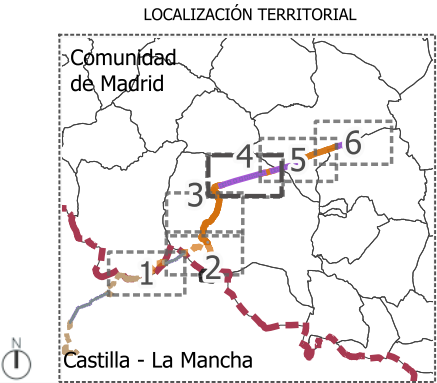 LOCALIZACIÓN TERRITORIAL
Comunidad
de Madrid
6
4
5
3
2
1
N
Castilla - La Mancha